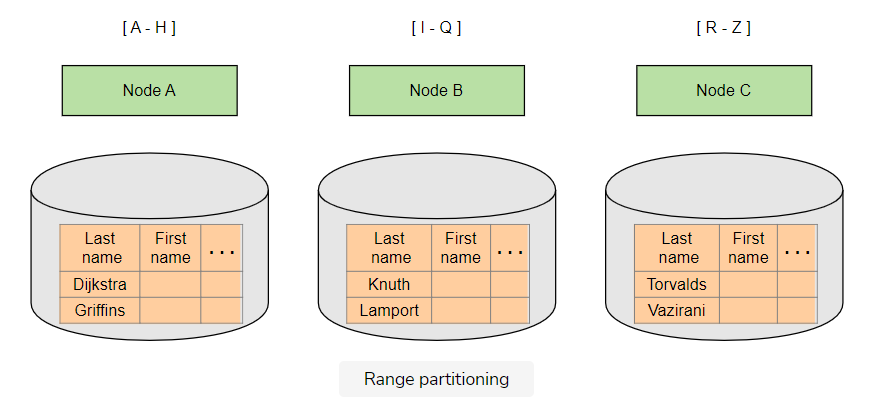 [ A - H ]
[ I - Q ]
[ R - Z ]
Node A
Node B
Node C
Last name
First name
...
Dijkstra
Griffins
Last name
First name
...
Knuth
Lamport
Last name
First name
...
Torvalds
Vazirani
Range partitioning